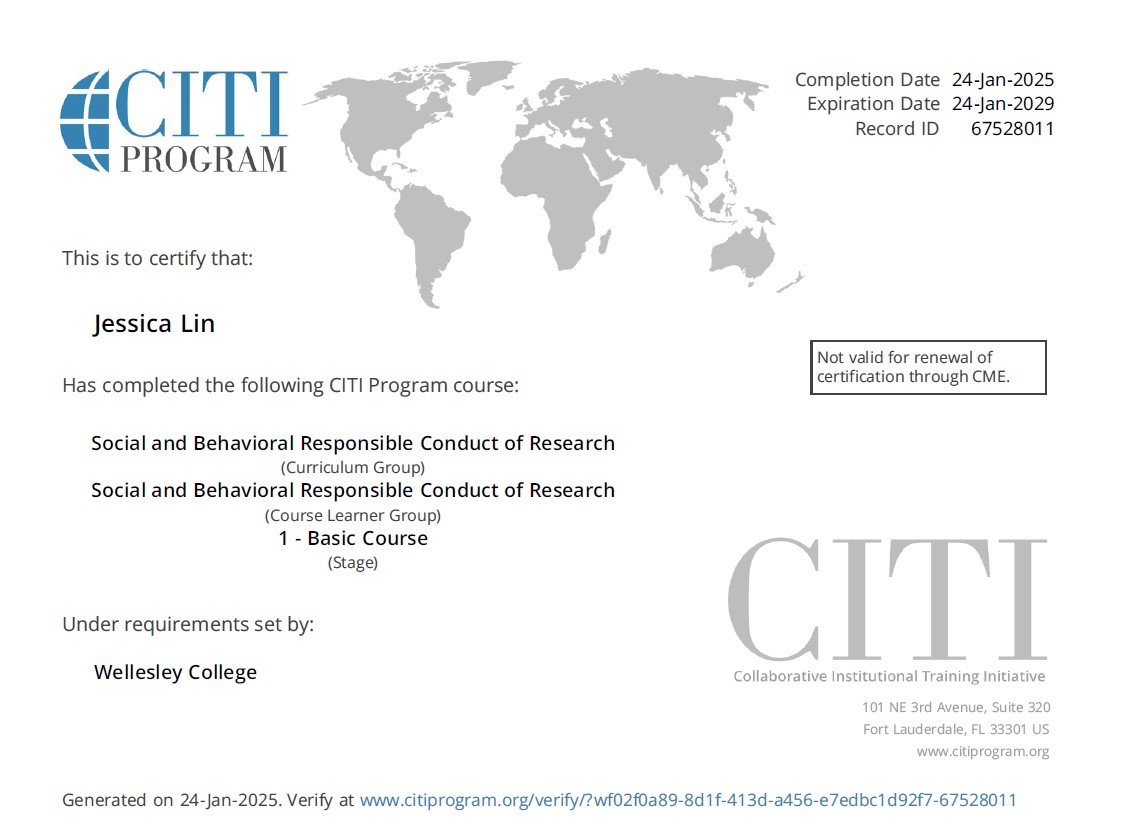 CITI
PROGRAM
Completion Date 24-Jan-2025
Expiration Date 24-Jan-2029
Record ID 67528011
This is to certify that:
Jessica Lin
Not valid for renewal of
certification through CME.
Has completed the following CITI Program course:
Social and Behavioral Responsible Conduct of Research
(Curriculum Group)
Social and Behavioral Responsible Conduct of Research
(Course Learner Group)
1 - Basic Course
(Stage)
Under requirements set by:
Wellesley College
CITI
Collaborative Institutional Training Initiative
101 NE 3rd Avenue, Suite 320
Fort Lauderdale, FL 33301 US
www.citiprogram.org
Generated on 24-Jan-2025. Verify at www.citiprogram.org/verify/?wf02f0a89-8d1f-413d-a456-e7edbc1d92f7-67528011